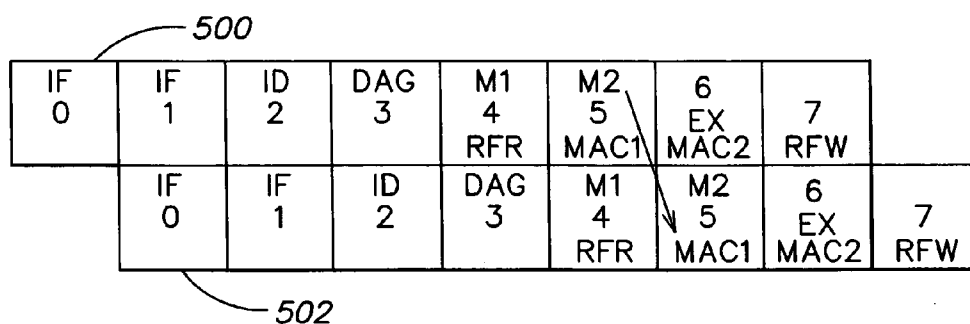 500
IF IF ID DAG M1 M2 6
0 1 2 3 4 5 EX 7
RFR MAC1 MAC2 RFW
IF IF ID DAG M1 M2 6
0 1 2 3 4 5 EX 7
RFR MAC1 MAC2 RFW
502